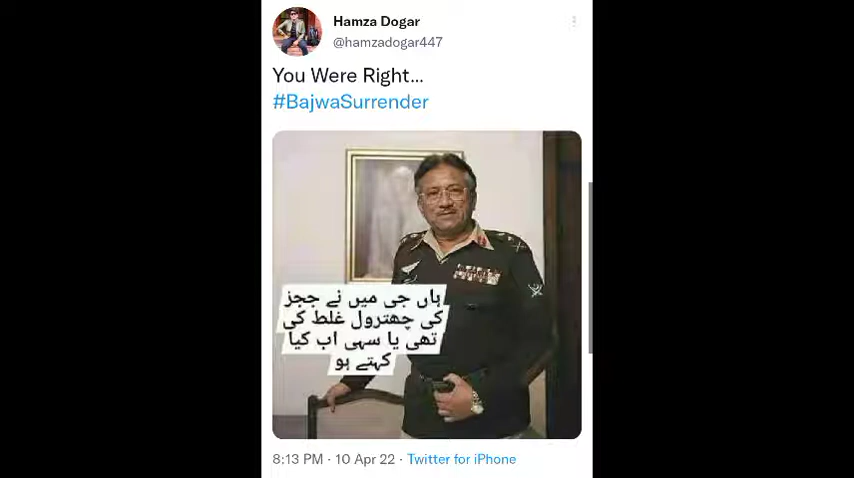 Hamza Dogar
@hamzadogar447
You Were Right...
#BajwaSurrender
ہاں جی میں نے ججز
کی چھترول غلط کی
تھی یا سہی اب کیا
کہتے ہو
8:13 PM · 10 Apr 22 · Twitter for iPhone